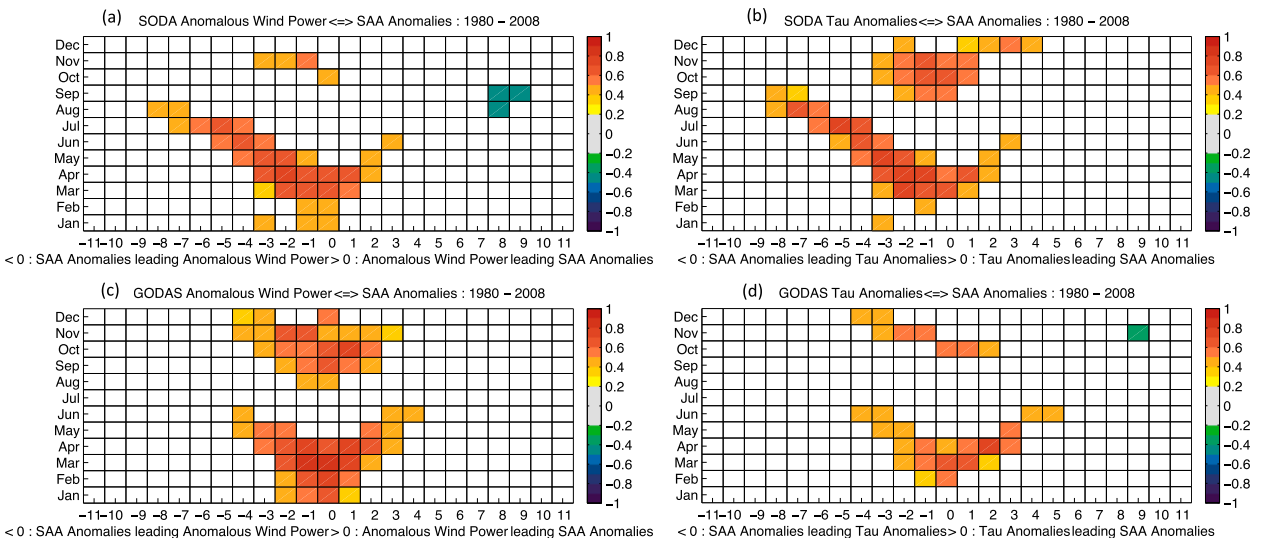 (a)
SODA Anomalous Wind Power<=> SAA Anomalies : 1980 − 2008
Dec
Nov
Oct
Sep
Aug
Jul
Jun
May
Apr
Mar
Feb
Jan
−11−10 −9 −8 −7 −6 −5 −4 −3 −2 −1 0 1 2 3 4 5 6 7 8 9 10 11
< 0 : SAA Anomalies leading Anomalous Wind Power> 0 : Anomalous Wind Power leading SAA Anomalies
1
0.8
0.6
0.4
0.2
0
−0.2
−0.4
−0.6
−0.8
−1
(b)
SODA Tau Anomalies<=> SAA Anomalies : 1980 − 2008
Dec
Nov
Oct
Sep
Aug
Jul
Jun
May
Apr
Mar
Feb
Jan
−11−10 −9 −8 −7 −6 −5 −4 −3 −2 −1 0 1 2 3 4 5 6 7 8 9 10 11
< 0 : SAA Anomalies leading Tau Anomalies> 0 : Tau Anomalies leading SAA Anomalies
1
0.8
0.6
0.4
0.2
0
−0.2
−0.4
−0.6
−0.8
−1
(c)
GODAS Anomalous Wind Power<=> SAA Anomalies : 1980 − 2008
Dec
Nov
Oct
Sep
Aug
Jul
Jun
May
Apr
Mar
Feb
Jan
−11−10 −9 −8 −7 −6 −5 −4 −3 −2 −1 0 1 2 3 4 5 6 7 8 9 10 11
< 0 : SAA Anomalies leading Anomalous Wind Power> 0 : Anomalous Wind Power leading SAA Anomalies
1
0.8
0.6
0.4
0.2
0
−0.2
−0.4
−0.6
−0.8
−1
(d)
GODAS Tau Anomalies<=> SAA Anomalies : 1980 − 2008
Dec
Nov
Oct
Sep
Aug
Jul
Jun
May
Apr
Mar
Feb
Jan
−11−10 −9 −8 −7 −6 −5 −4 −3 −2 −1 0 1 2 3 4 5 6 7 8 9 10 11
< 0 : SAA Anomalies leading Tau Anomalies> 0 : Tau Anomalies leading SAA Anomalies
1
0.8
0.6
0.4
0.2
0
−0.2
−0.4
−0.6
−0.8
−1